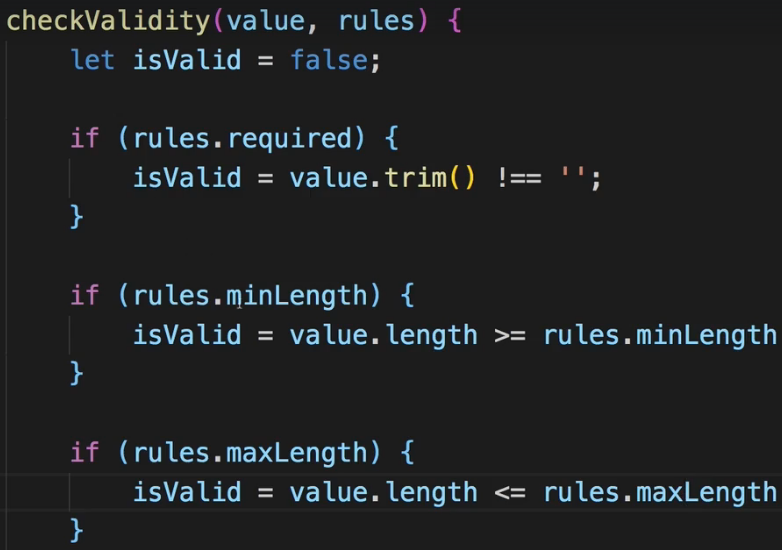 checkValidity(value, rules) {
    let isValid = false;

    if (rules.required) {
        isValid = value.trim() !== '';
    }

    if (rules.minLength) {
        isValid = value.length >= rules.minLength
    }

    if (rules.maxLength) {
        isValid = value.length <= rules.maxLength
    }